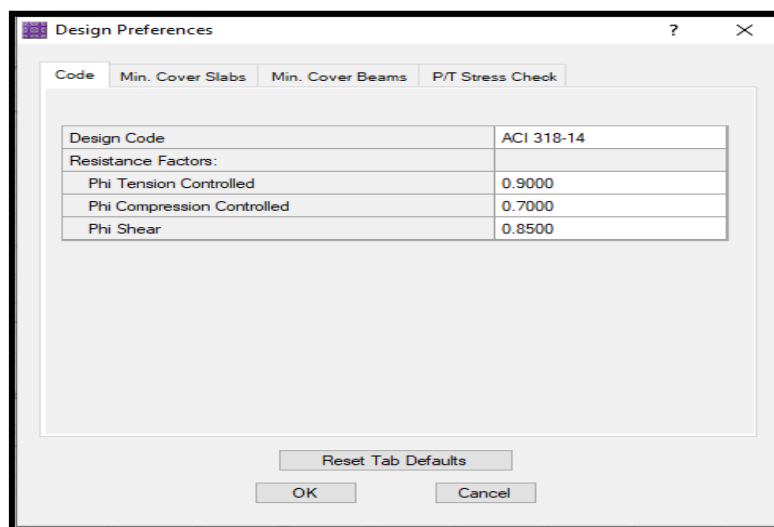 Design Preferences ?
Code Min. Cover Slabs Min. Cover Beams P/T Stress Check
Design Code ACI 318-14
Resistance Factors:
Phi Tension Controlled 0.9000
Phi Compression Controlled 0.7000
Phi Shear 0.8500
Reset Tab Defaults
OK Cancel